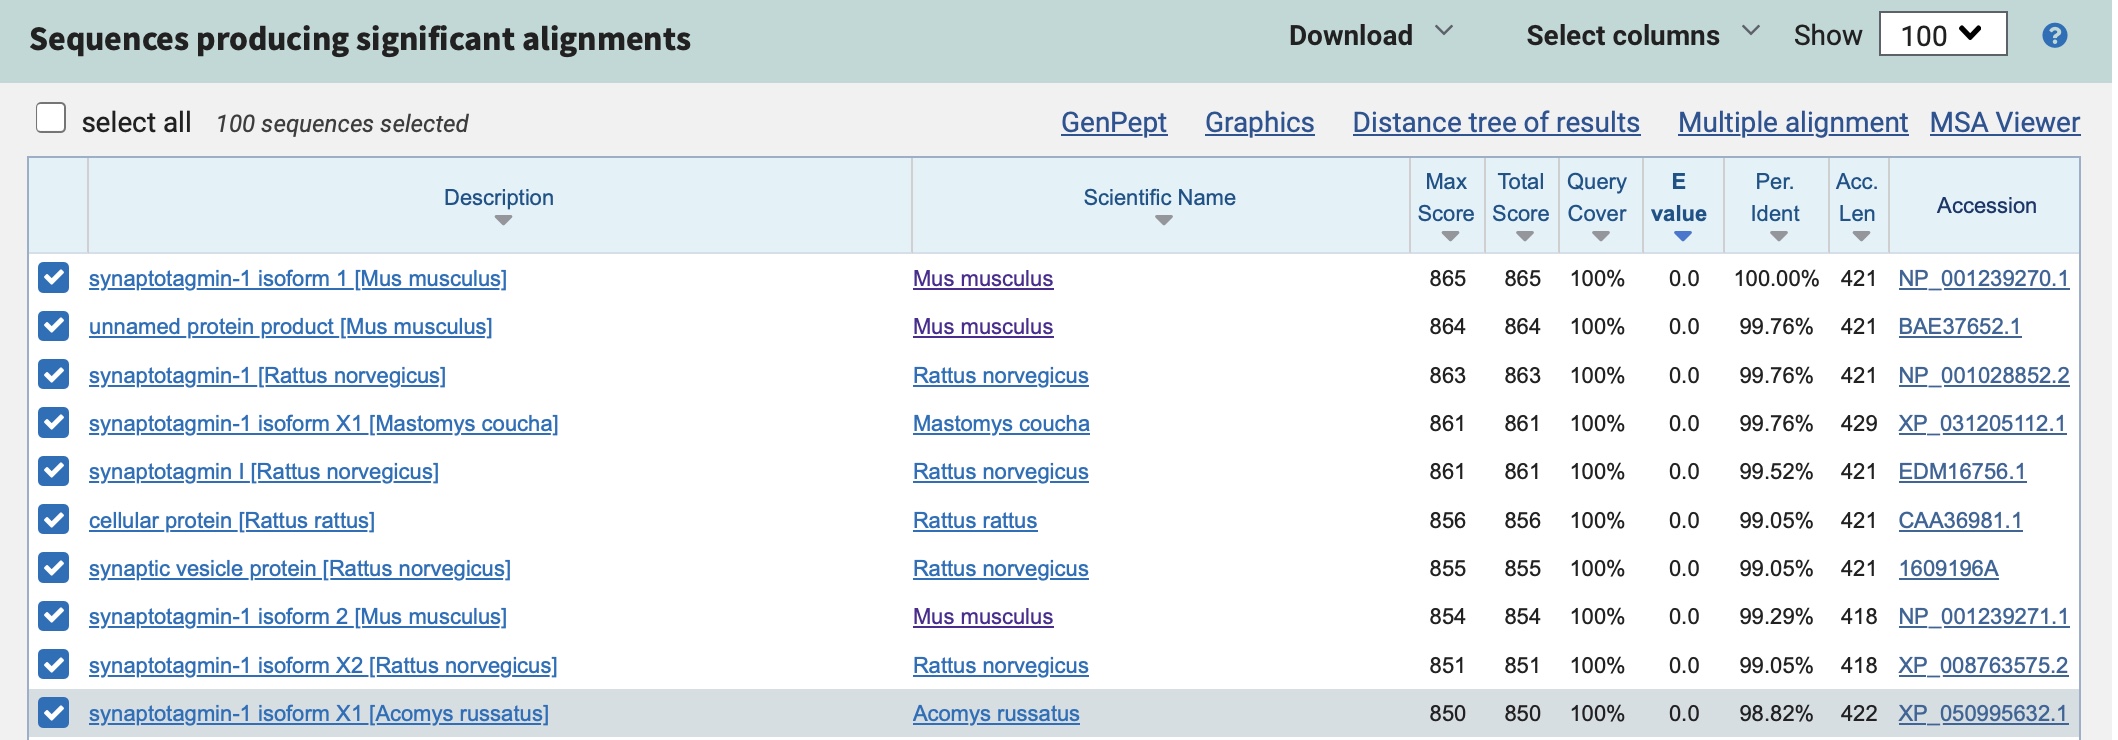 Sequences producing significant alignments Download Select columns Show 100 ?
select all 100 sequences selected GenPept Graphics Distance tree of results Multiple alignment MSA Viewer
Description Scientific Name Max Score Total Score Query Cover E value Per. Ident Acc. Len Accession
synaptotagmin-1 isoform 1 [Mus musculus] Mus musculus 865 865 100% 0.0 100.00% 421 NP_001239270.1
unnamed protein product [Mus musculus] Mus musculus 864 864 100% 0.0 99.76% 421 BAE37652.1
synaptotagmin-1 [Rattus norvegicus] Rattus norvegicus 863 863 100% 0.0 99.76% 421 NP_001028852.2
synaptotagmin-1 isoform X1 [Mastomys coucha] Mastomys coucha 861 861 100% 0.0 99.76% 429 XP_031205112.1
synaptotagmin I [Rattus norvegicus] Rattus norvegicus 861 861 100% 0.0 99.52% 421 EDM16756.1
cellular protein [Rattus rattus] Rattus rattus 856 856 100% 0.0 99.05% 421 CAA36981.1
synaptic vesicle protein [Rattus norvegicus] Rattus norvegicus 855 855 100% 0.0 99.05% 421 1609196A
synaptotagmin-1 isoform 2 [Mus musculus] Mus musculus 854 854 100% 0.0 99.29% 418 NP_001239271.1
synaptotagmin-1 isoform X2 [Rattus norvegicus] Rattus norvegicus 851 851 100% 0.0 99.05% 418 XP_008763575.2
synaptotagmin-1 isoform X1 [Acomys russatus] Acomys russatus 850 850 100% 0.0 98.82% 422 XP_050995632.1